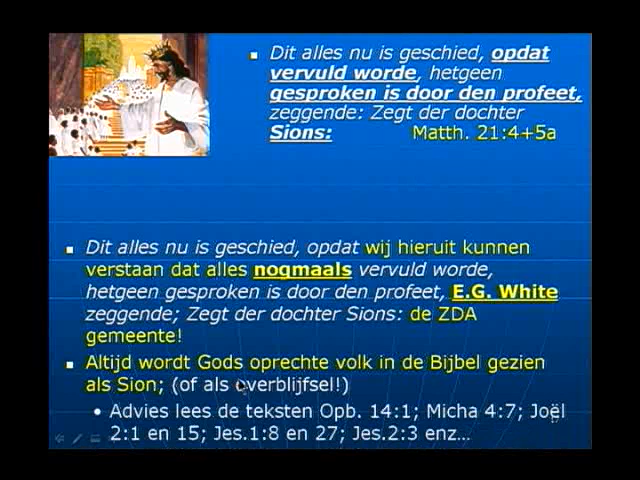 Dit alles nu is geschied, opdat
vervuld worde, hetgeen
gesproken is door den profeet,
zeggende: Zegt der dochter
Sions: Matth. 21:4+5a
Dit alles nu is geschied, opdat wij hieruit kunnen
verstaan dat alles nogmaals vervuld worde,
hetgeen gesproken is door den profeet, E.G. White
zeggende; Zegt der dochter Sions: de ZDA
gemeente!
Altijd wordt Gods oprechte volk in de Bijbel gezien
als Sion; (of als overblijfsel!)
• Advies lees de teksten Opb. 14:1; Micha 4:7; Joël
2:1 en 15; Jes.1:8 en 27; Jes.2:3 enz…